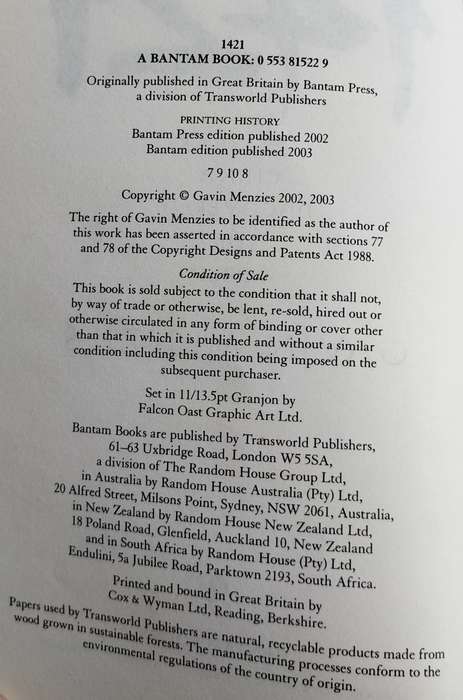 1421
A BANTAM BOOK: 0 553 81522 9
Originally published in Great Britain by Bantam Press,
a division of Transworld Publishers
PRINTING HISTORY
Bantam Press edition published 2002
Bantam edition published 2003
7 9 10 8
Copyright © Gavin Menzies 2002, 2003
The right of Gavin Menzies to be identified as the author of
this work has been asserted in accordance with sections 77
and 78 of the Copyright Designs and Patents Act 1988.
Condition of Sale
This book is sold subject to the condition that it shall not,
by way of trade or otherwise, be lent, re-sold, hired out or
otherwise circulated in any form of binding or cover other
than that in which it is published and without a similar
condition including this condition being imposed on the
subsequent purchaser.
Set in 11/13.5pt Granjon by
Falcon Oast Graphic Art Ltd.
Bantam Books are published by Transworld Publishers,
61–63 Uxbridge Road, London W5 5SA,
a division of The Random House Group Ltd,
in Australia by Random House Australia (Pty) Ltd,
20 Alfred Street, Milsons Point, Sydney, NSW 2061, Australia,
in New Zealand by Random House New Zealand Ltd,
18 Poland Road, Glenfield, Auckland 10, New Zealand
and in South Africa by Random House (Pty) Ltd,
Endulini, 5a Jubilee Road, Parktown 2193, South Africa.
Printed and bound in Great Britain by
Cox & Wyman Ltd, Reading, Berkshire.
Papers used by Transworld Publishers are natural, recyclable products made from
wood grown in sustainable forests. The manufacturing processes conform to the
environmental regulations of the country of origin.